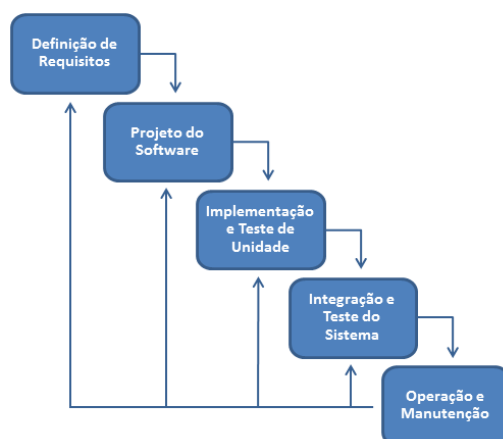 Definição de
Requisitos
Projeto do
Software
Implementação
e Teste de
Unidade
Integração e
Teste do
Sistema
Operação e
Manutenção